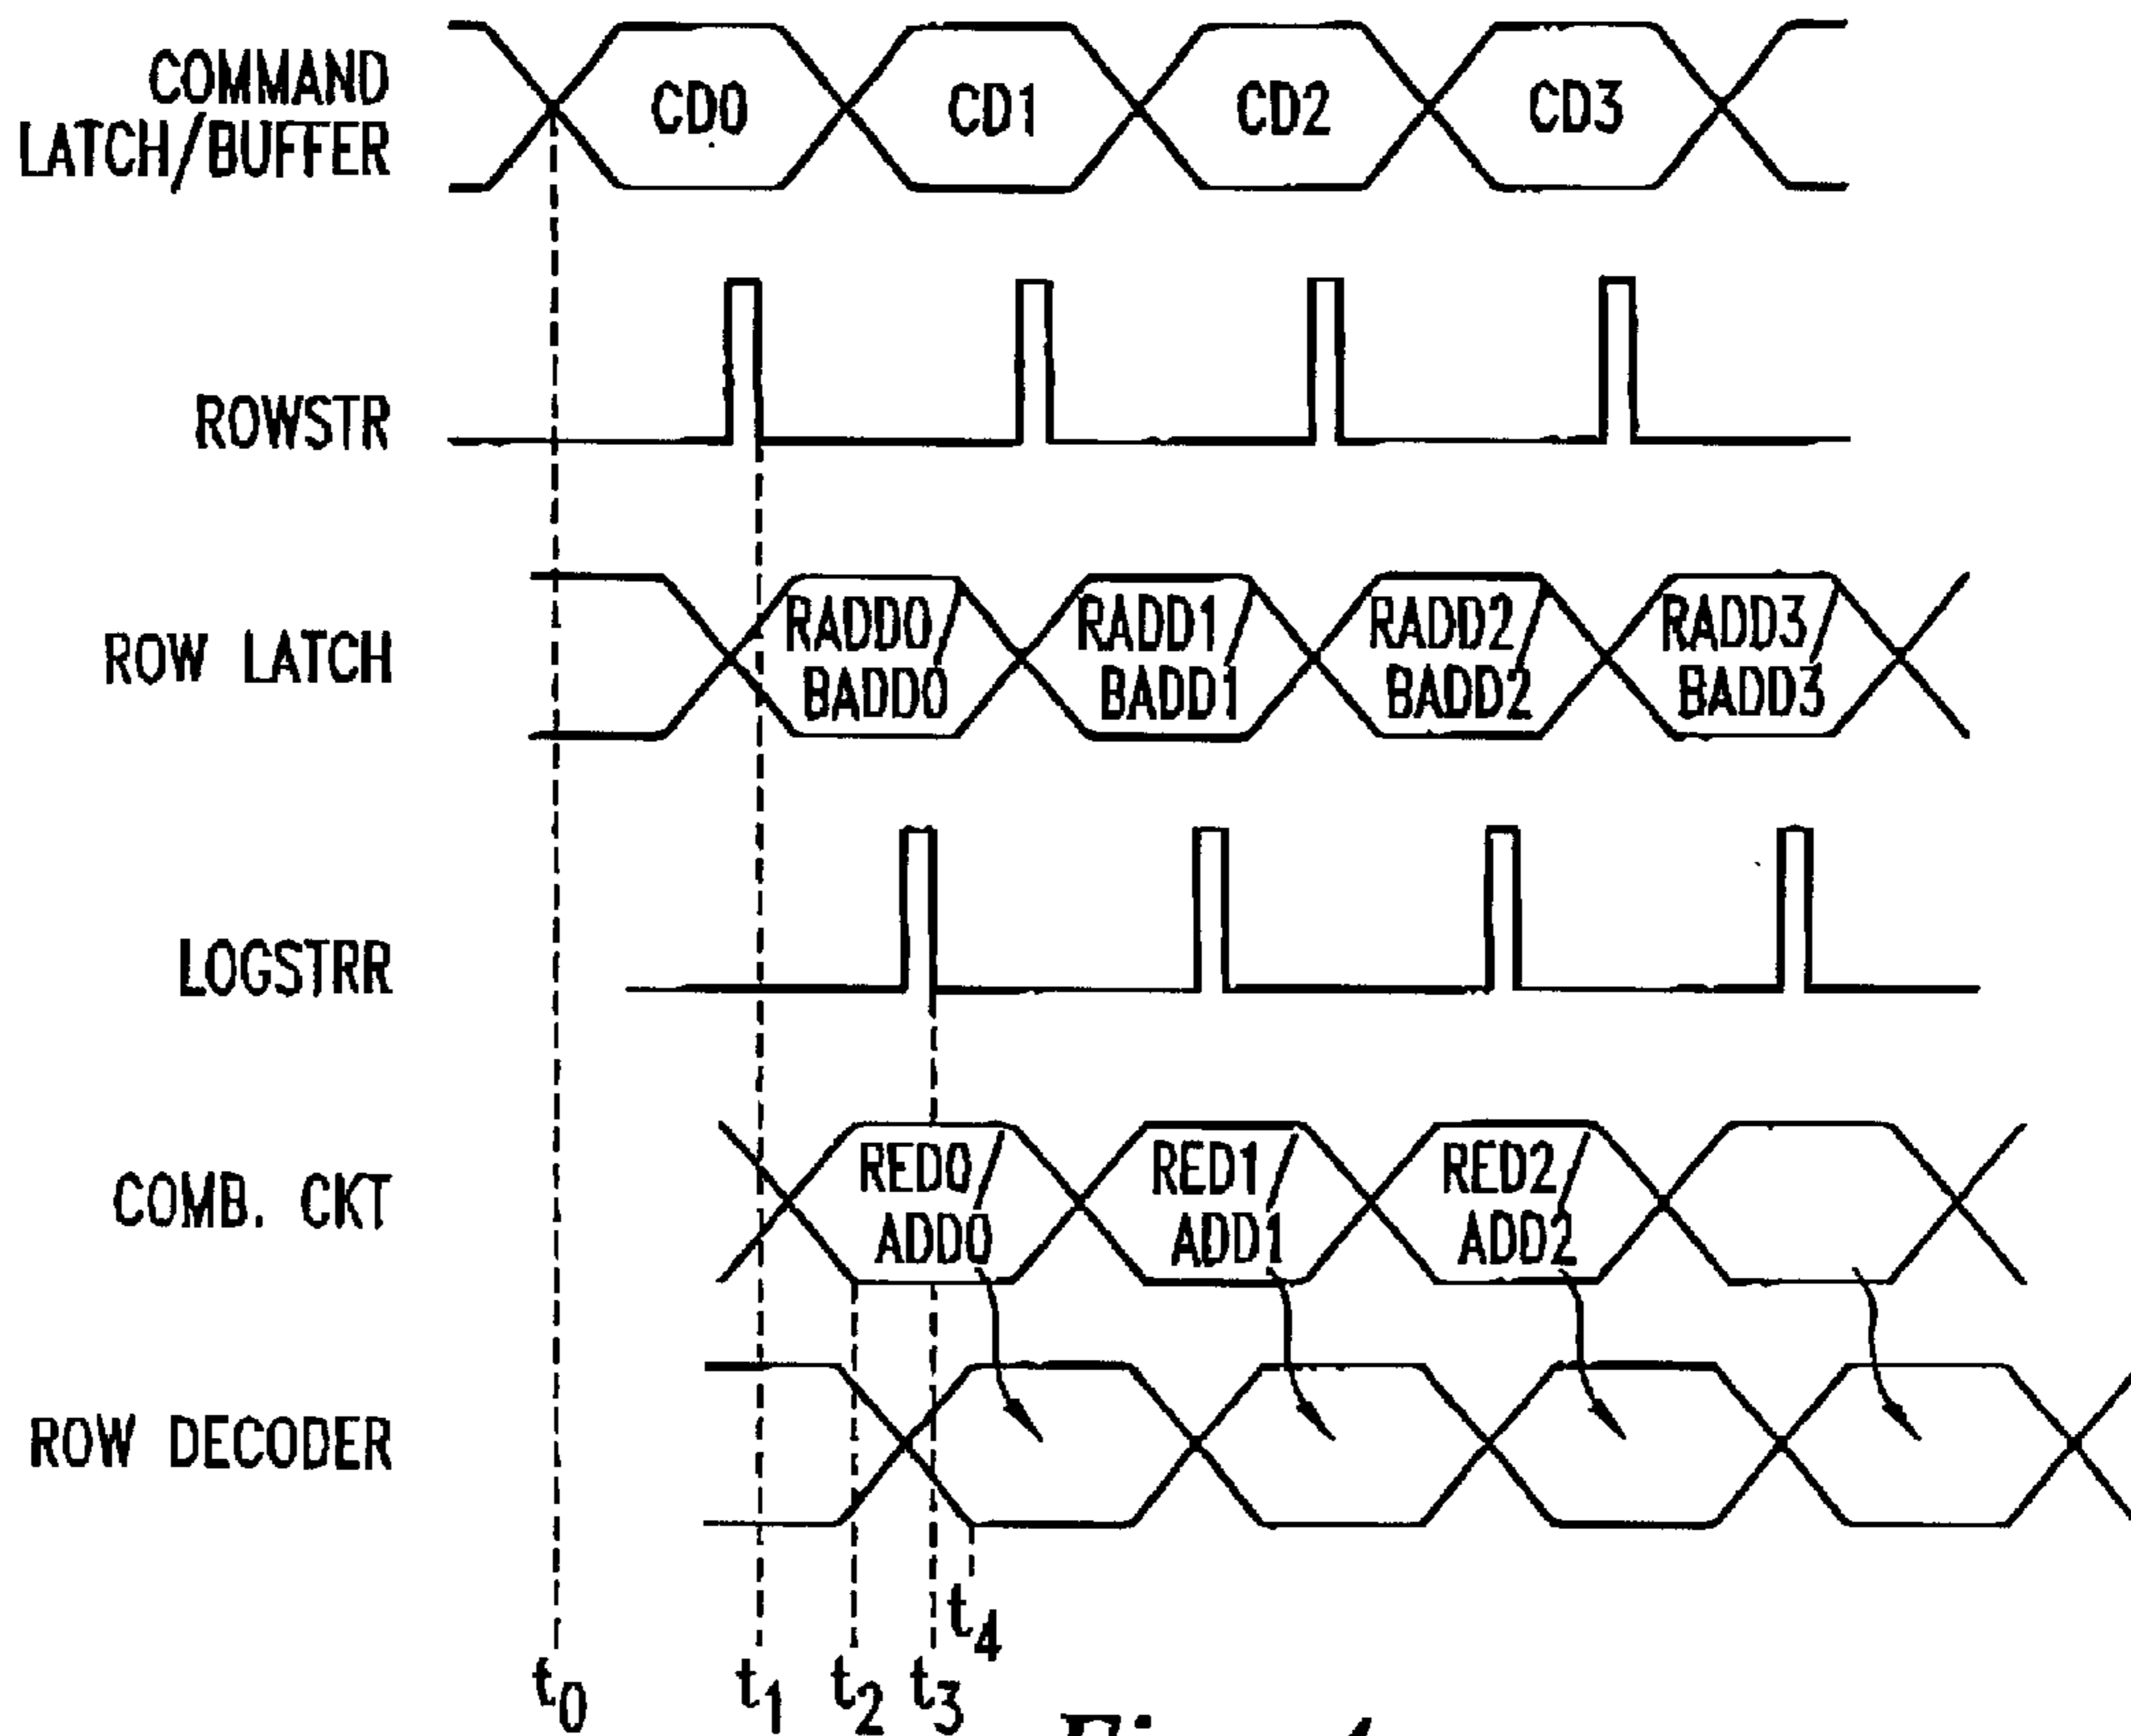 COMMAND
LATCH/BUFFER
CD0 CD1 CD2 CD3
ROWSTR
ROW LATCH
RADD0/ RADD1/ RADD2/ RADD3/
BADD0 BADD1 BADD2 BADD3
LOGSTRR
COMB. CKT
RED0/ RED1/ RED2/
ADD0 ADD1 ADD2
ROW DECODER
t4
t0 t1 t2 t3